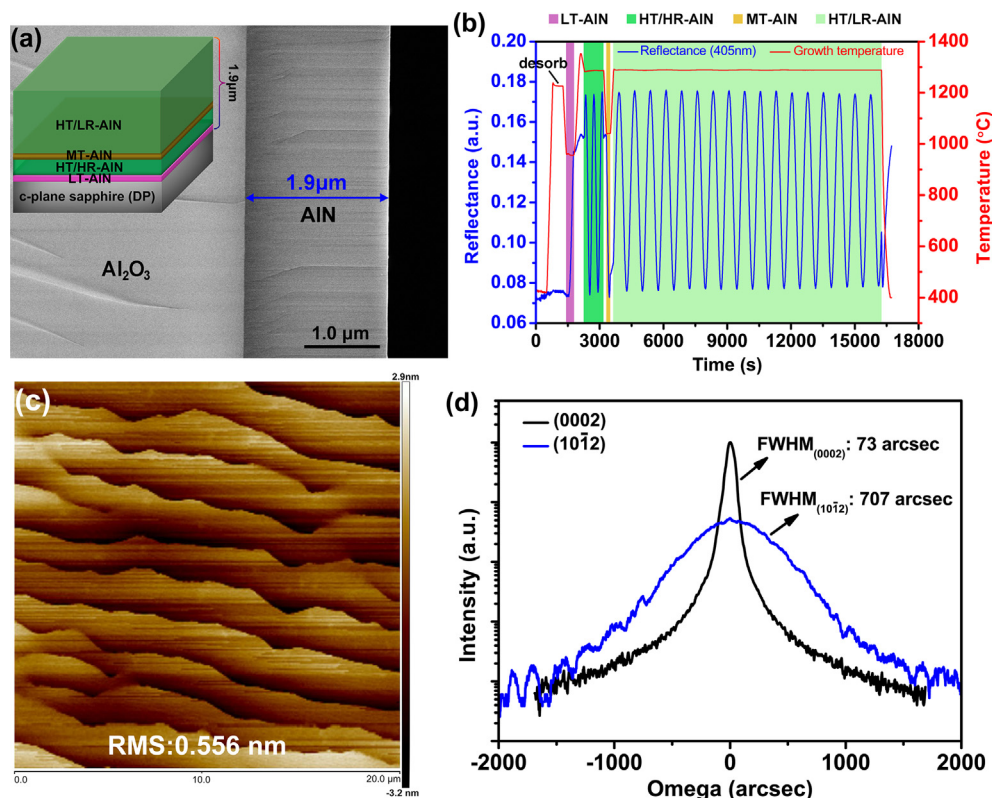 (a)
1.9μm
HT/LR-AlN
MT-AlN
HT/HR-AlN
LT-AlN
c-plane sapphire (DP)
1.9μm
AlN
Al₂O₃
1.0 μm
(b)
LT-AlN HT/HR-AlN MT-AlN HT/LR-AlN
Reflectance (405nm) Growth temperature
desorb
Reflectance (a.u.)
0.20
0.18
0.16
0.14
0.12
0.10
0.08
0.06
Temperature (°C)
1400
1200
1000
800
600
400
0 3000 6000 9000 12000 15000 18000
Time (s)
(c)
2.9nm
RMS:0.556 nm
0.0 10.0 20.0 μm
-3.2 nm
(d)
(0002)
(101̄2)
FWHM₍₀₀₀₂₎: 73 arcsec
FWHM₍₁₀₁̄₂₎: 707 arcsec
Intensity (a.u.)
-2000 -1000 0 1000 2000
Omega (arcsec)